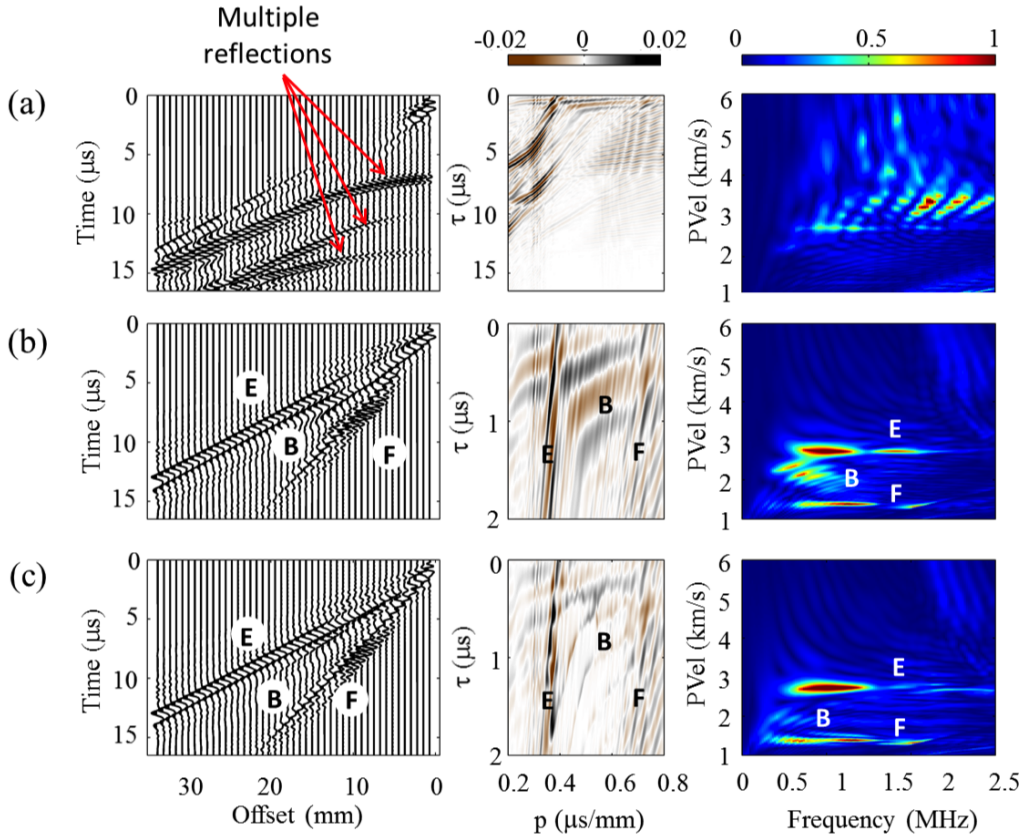 Multiple
reflections
-0.02 0 0.02
0 0.5 1
(a)
0
5
10
15
Time (μs)
0
5
10
15
τ (μs)
6
5
4
3
2
1
PVel (km/s)
(b)
0
5
10
15
Time (μs)
E
B
F
0
1
2
τ (μs)
E
B
F
6
5
4
3
2
1
PVel (km/s)
E
B
F
(c)
0
5
10
15
Time (μs)
E
B
F
0
1
2
τ (μs)
E
B
F
6
5
4
3
2
1
PVel (km/s)
E
B
F
30 20 10 0
Offset (mm)
0.2 0.4 0.6 0.8
p (μs/mm)
0 0.5 1 1.5 2 2.5
Frequency (MHz)